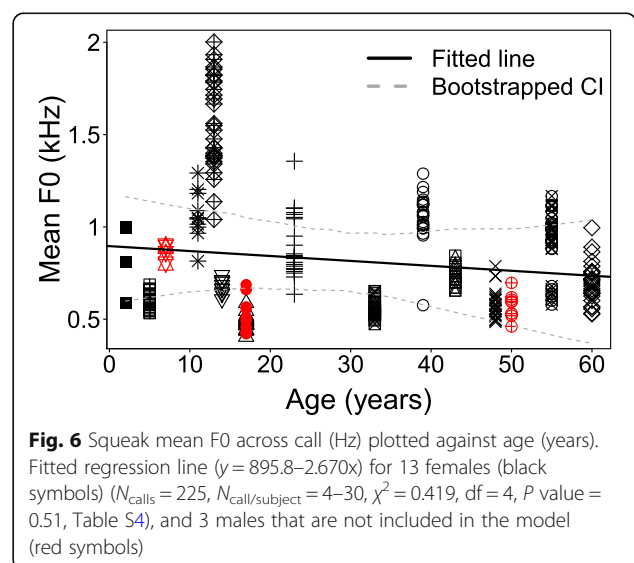 2
1.5
1
0.5
Mean F0 (kHz)
Fitted line
Bootstrapped CI
0 10 20 30 40 50 60
Age (years)
Fig. 6 Squeak mean F0 across call (Hz) plotted against age (years).
Fitted regression line (y = 895.8–2.670x) for 13 females (black
symbols) (Ncalls = 225, Ncall/subject = 4–30, χ² = 0.419, df = 4, P value =
0.51, Table S4), and 3 males that are not included in the model
(red symbols)